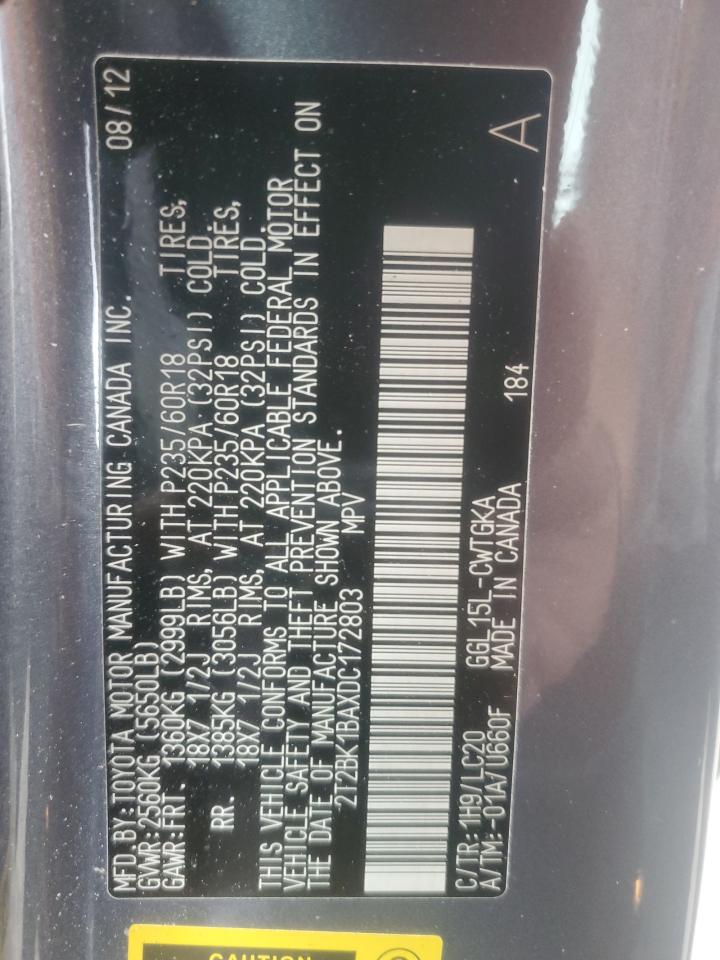 MFD.BY:TOYOTA MOTOR MANUFACTURING CANADA INC. 08/12
GVWR:2560KG (5650LB)
GAWR:FRT. 1360KG (2999LB) WITH P235/60R18 TIRES,
18X7 1/2J RIMS, AT 220KPA (32PSI) COLD.
RR. 1385KG (3056LB) WITH P235/60R18 TIRES,
18X7 1/2J RIMS, AT 220KPA (32PSI) COLD.
THIS VEHICLE CONFORMS TO ALL APPLICABLE FEDERAL MOTOR
VEHICLE SAFETY AND THEFT PREVENTION STANDARDS IN EFFECT ON
THE DATE OF MANUFACTURE SHOWN ABOVE.
2T2BK1BAXDC172803 MPV
C/TR:1H9/LC20 GGL15L-CWTGKA 184
A/TM:-01A/U660F MADE IN CANADA A
CAUTION